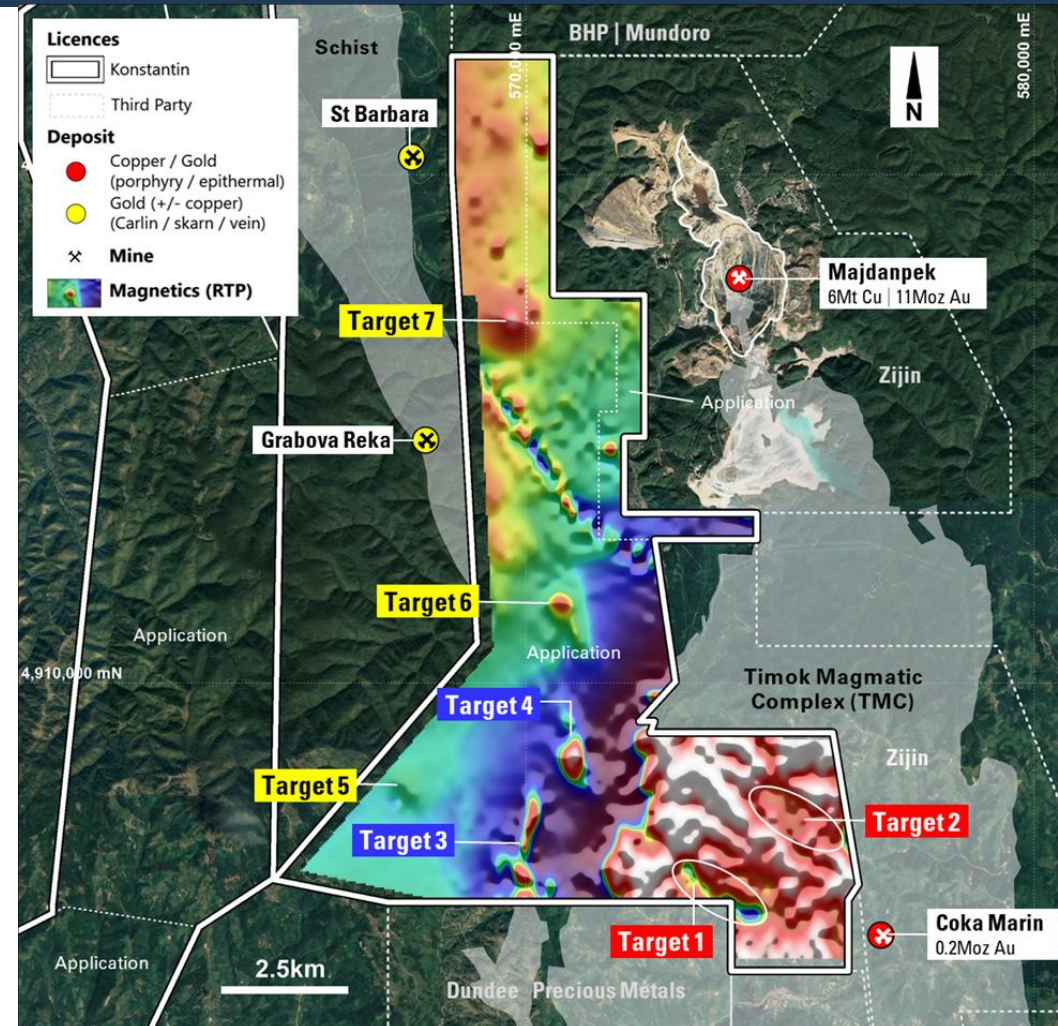 Licences
Konstantin
Third Party
Deposit
Copper / Gold
(porphyry / epithermal)
Gold (+/- copper)
(Carlin / skarn / vein)
Mine
Magnetics (RTP)
Schist
BHP | Mundoro
570,000 mE
580,000 mE
N
St Barbara
Majdanpek
6Mt Cu | 11Moz Au
Target 7
Zijin
Application
Grabova Reka
Target 6
Application
Application
4,910,000 mN
Timok Magmatic
Complex (TMC)
Target 4
Zijin
Target 5
Target 2
Target 3
Target 1
Coka Marin
0.2Moz Au
Application
2.5km
Dundee Precious Metals